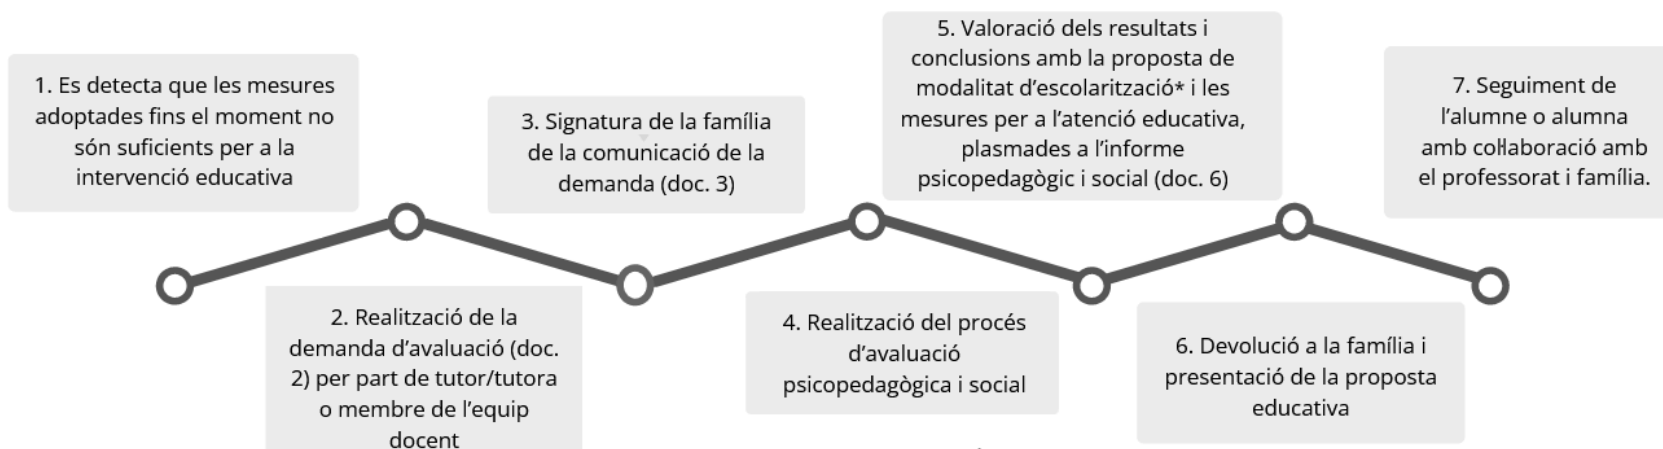 1. Es detecta que les mesures
adoptades fins el moment no
són suficients per a la
intervenció educativa
2. Realització de la
demanda d'avaluació (doc.
2) per part de tutor/tutora
o membre de l'equip
docent
3. Signatura de la família
de la comunicació de la
demanda (doc. 3)
4. Realització del procés
d'avaluació
psicopedagògica i social
5. Valoració dels resultats i
conclusions amb la proposta de
modalitat d'escolarització* i les
mesures per a l'atenció educativa,
plasmades a l'informe
psicopedagògic i social (doc. 6)
6. Devolució a la família i
presentació de la proposta
educativa
7. Seguiment de
l'alumne o alumna
amb col·laboració amb
el professorat i família.